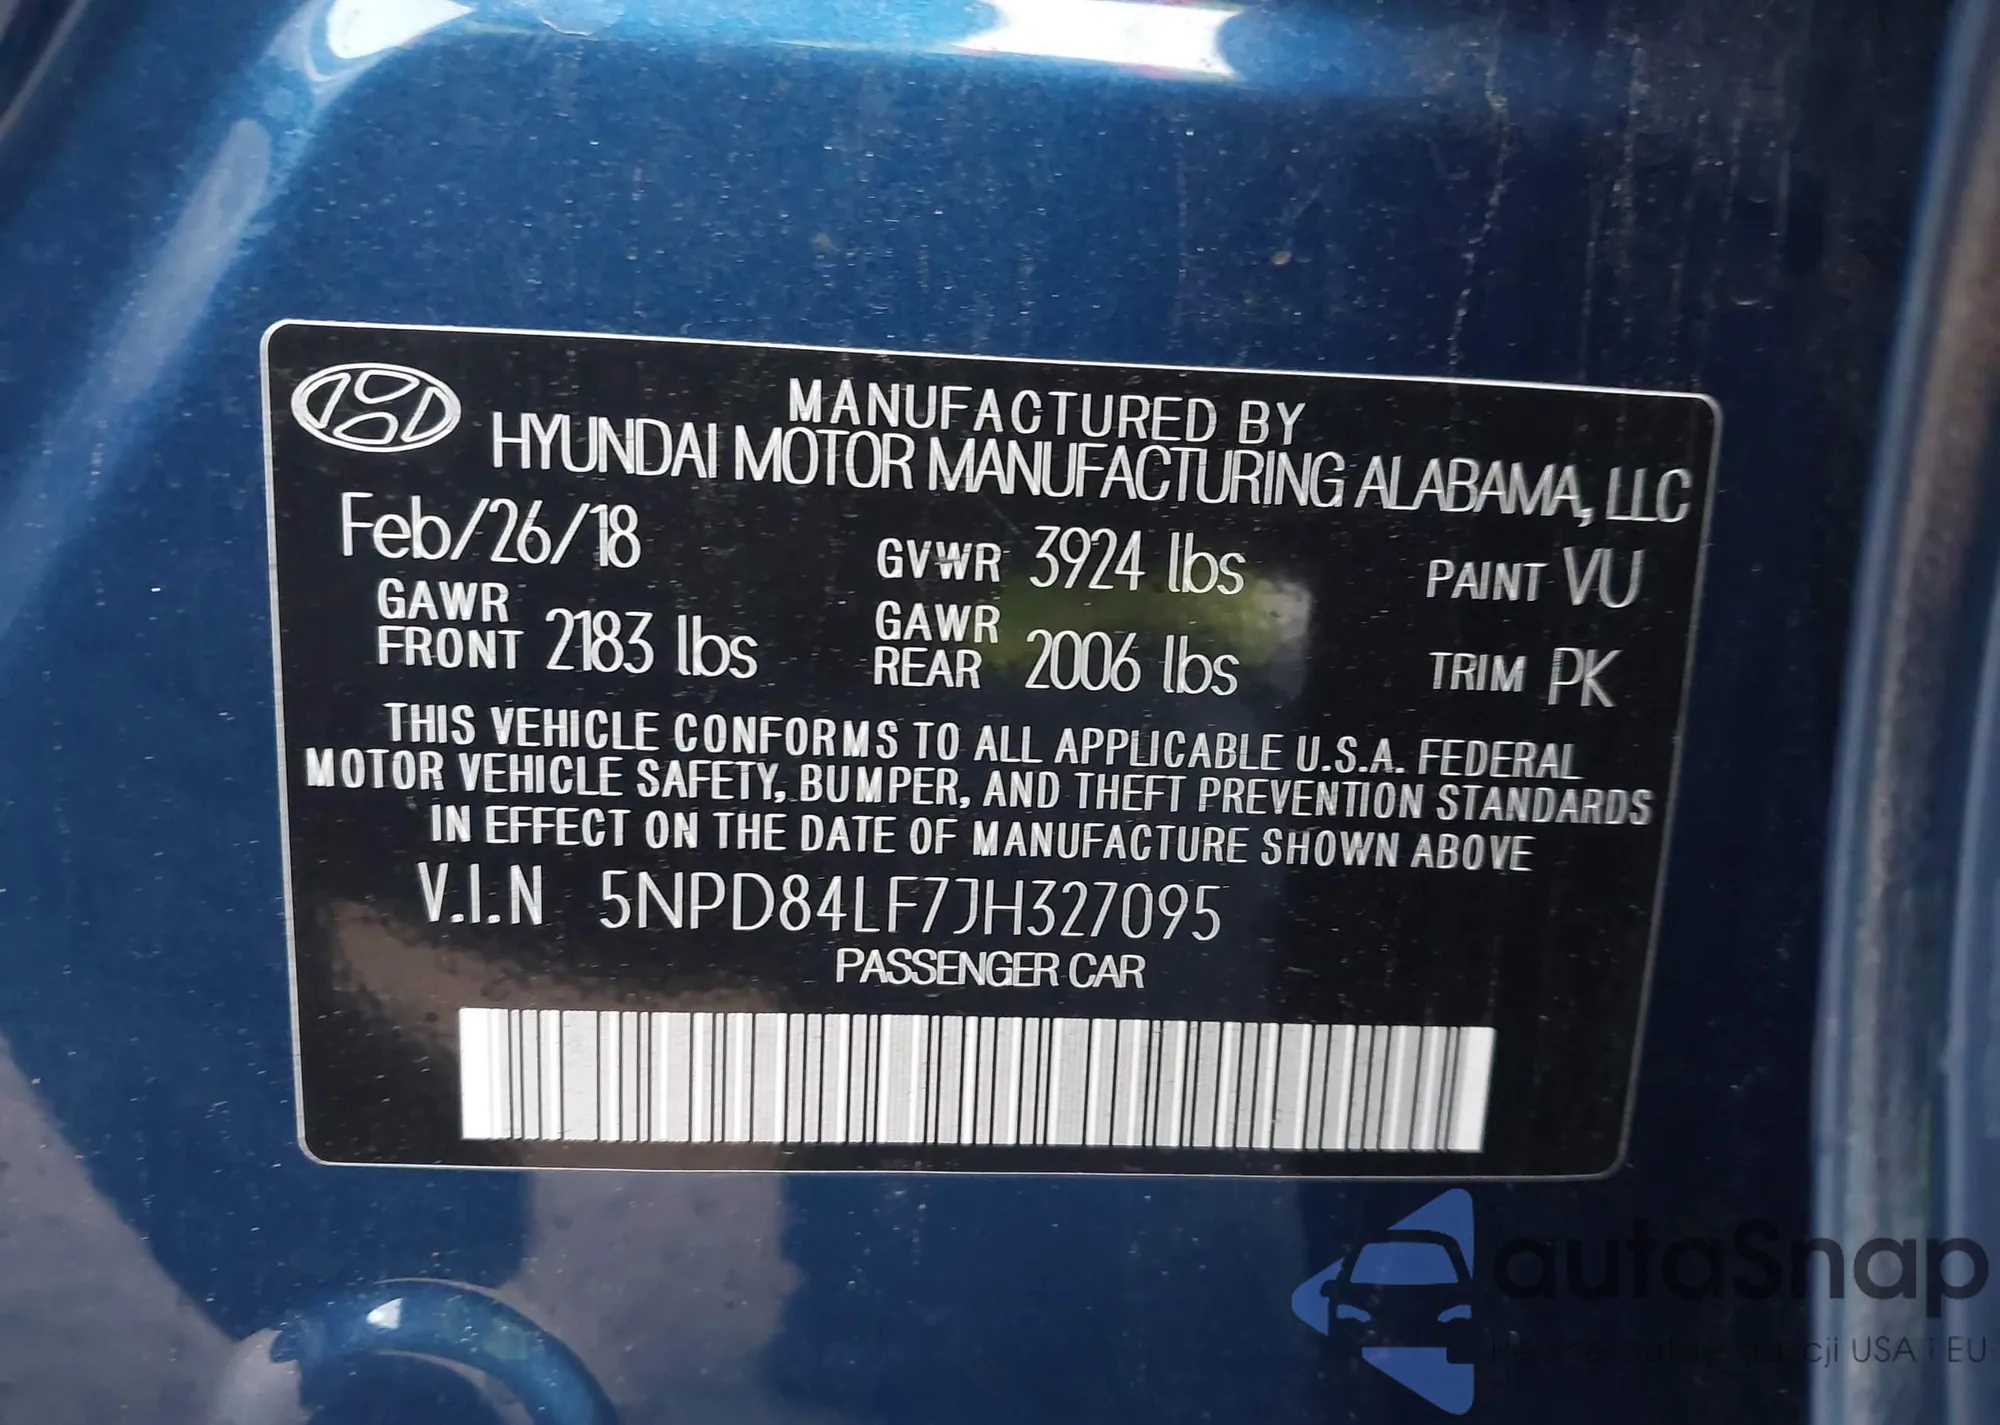 MANUFACTURED BY
HYUNDAI MOTOR MANUFACTURING ALABAMA, LLC
Feb/26/18 GVWR 3924 lbs PAINT VU
GAWR FRONT 2183 lbs GAWR REAR 2006 lbs TRIM PK
THIS VEHICLE CONFORMS TO ALL APPLICABLE U.S.A. FEDERAL
MOTOR VEHICLE SAFETY, BUMPER, AND THEFT PREVENTION STANDARDS
IN EFFECT ON THE DATE OF MANUFACTURE SHOWN ABOVE
V.I.N 5NPD84LF7JH327095
PASSENGER CAR
autaSnap
USA i EU